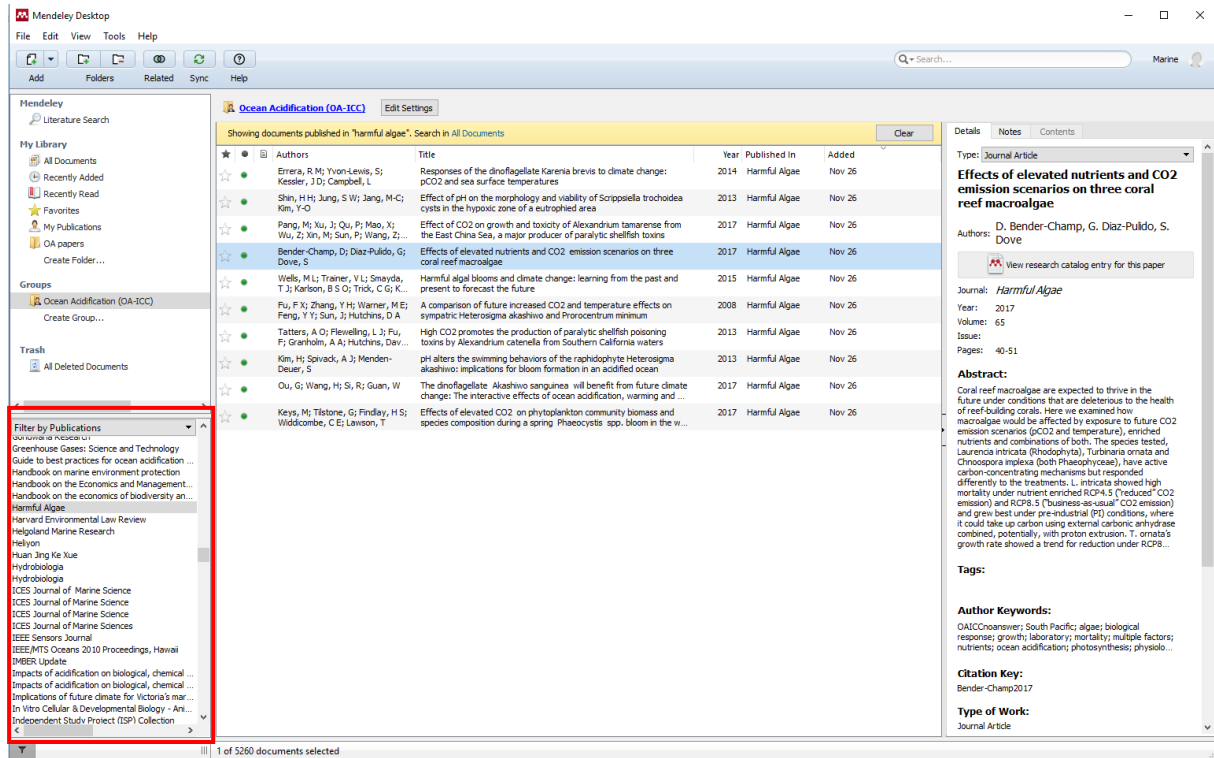 Mendeley Desktop
File Edit View Tools Help
Add Folders Related Sync Help
Search...
Marine
Mendeley
Literature Search
My Library
All Documents
Recently Added
Recently Read
Favorites
My Publications
OA papers
Create Folder...
Groups
Ocean Acidification (OA-ICC)
Create Group...
Trash
All Deleted Documents
Filter by Publications
Gondwana Research
Greenhouse Gases: Science and Technology
Guide to best practices for ocean acidification ...
Handbook on marine environment protection
Handbook on the Economics and Management...
Handbook on the economics of biodiversity an...
Harmful Algae
Harvard Environmental Law Review
Helgoland Marine Research
Heliyon
Huan Jing Ke Xue
Hydrobiologia
Hydrobiologia
ICES Journal of Marine Science
ICES Journal of Marine Science
ICES Journal of Marine Science
ICES Journal of Marine Sciences
IEEE Sensors Journal
IEEE/MTS Oceans 2010 Proceedings, Hawaii
IMBER Update
Impacts of acidification on biological, chemical ...
Impacts of acidification on biological, chemical ...
Implications of future climate for Victoria's mar...
In Vitro Cellular & Developmental Biology - Ani...
Independent Study Project (ISP) Collection
Ocean Acidification (OA-ICC) Edit Settings
Showing documents published in "harmful algae". Search in All Documents Clear
Authors Title Year Published In Added
Errera, R M; Yvon-Lewis, S; Responses of the dinoflagellate Karenia brevis to climate change: 2014 Harmful Algae Nov 26
Kessler, J D; Campbell, L pCO2 and sea surface temperatures
Shin, H H; Jung, S W; Jang, M-C; Effect of pH on the morphology and viability of Scrippsiella trochoidea 2013 Harmful Algae Nov 26
Kim, Y-O cysts in the hypoxic zone of a eutrophied area
Pang, M; Xu, J; Qu, P; Mao, X; Effect of CO2 on growth and toxicity of Alexandrium tamarense from 2017 Harmful Algae Nov 26
Wu, Z; Xin, M; Sun, P; Wang, Z;... the East China Sea, a major producer of paralytic shellfish toxins
Bender-Champ, D; Diaz-Pulido, G; Effects of elevated nutrients and CO2 emission scenarios on three 2017 Harmful Algae Nov 26
Dove, S coral reef macroalgae
Wells, M L; Trainer, V L; Smayda, Harmful algal blooms and climate change: learning from the past and 2015 Harmful Algae Nov 26
T J; Karlson, B S O; Trick, C G; K... present to forecast the future
Fu, F X; Zhang, Y H; Warner, M E; A comparison of future increased CO2 and temperature effects on 2008 Harmful Algae Nov 26
Feng, Y Y; Sun, J; Hutchins, D A sympatric Heterosigma akashiwo and Prorocentrum minimum
Tatters, A O; Flewelling, L J; Fu, High CO2 promotes the production of paralytic shellfish poisoning 2013 Harmful Algae Nov 26
F; Granholm, A A; Hutchins, Dav... toxins by Alexandrium catenella from Southern California waters
Kim, H; Spivack, A J; Menden- pH alters the swimming behaviors of the raphidophyte Heterosigma 2013 Harmful Algae Nov 26
Deuer, S akashiwo: implications for bloom formation in an acidified ocean
Ou, G; Wang, H; Si, R; Guan, W The dinoflagellate Akashiwo sanguinea will benefit from future climate 2017 Harmful Algae Nov 26
change: The interactive effects of ocean acidification, warming and ...
Keys, M; Tilstone, G; Findlay, H S; Effects of elevated CO2 on phytoplankton community biomass and 2017 Harmful Algae Nov 26
Widdicombe, C E; Lawson, T species composition during a spring Phaeocystis spp. bloom in the w...
Details Notes Contents
Type: Journal Article
Effects of elevated nutrients and CO2
emission scenarios on three coral
reef macroalgae
Authors: D. Bender-Champ, G. Diaz-Pulido, S.
Dove
View research catalog entry for this paper
Journal: Harmful Algae
Year: 2017
Volume: 65
Issue:
Pages: 40-51
Abstract:
Coral reef macroalgae are expected to thrive in the
future under conditions that are deleterious to the health
of reef-building corals. Here we examined how
macroalgae would be affected by exposure to future CO2
emission scenarios (pCO2 and temperature), enriched
nutrients and combinations of both. The species tested,
Laurencia intricata (Rhodophyta), Turbinaria ornata and
Chnoospora implexa (both Phaeophyceae), have active
carbon-concentrating mechanisms but responded
differently to the treatments. L. intricata showed high
mortality under nutrient enriched RCP4.5 ("reduced" CO2
emission) and RCP8.5 ("business-as-usual" CO2 emission)
and grew best under pre-industrial (PI) conditions, where
it could take up carbon using external carbonic anhydrase
combined, potentially, with proton extrusion. T. ornata's
growth rate showed a trend for reduction under RCP8...
Tags:
Author Keywords:
OAICCnoanswer; South Pacific; algae; biological
response; growth; laboratory; mortality; multiple factors;
nutrients; ocean acidification; photosynthesis; physiolo...
Citation Key:
Bender-Champ2017
Type of Work:
Journal Article
1 of 5260 documents selected